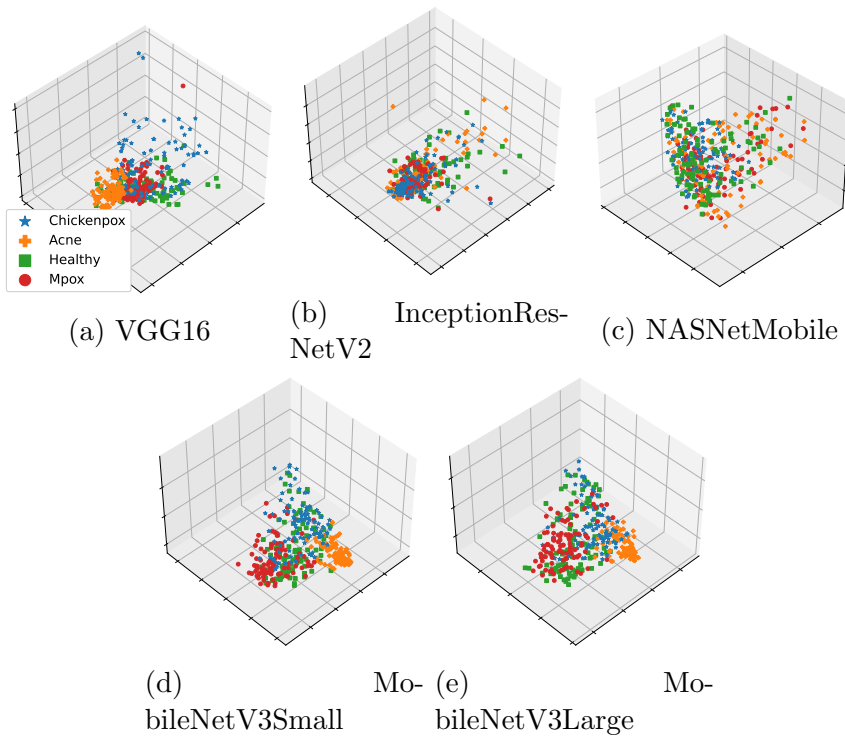 Chickenpox
Acne
Healthy
Mpox
(a) VGG16
(b) InceptionRes-
NetV2
(c) NASNetMobile
(d) Mo-
bileNetV3Small
(e) Mo-
bileNetV3Large